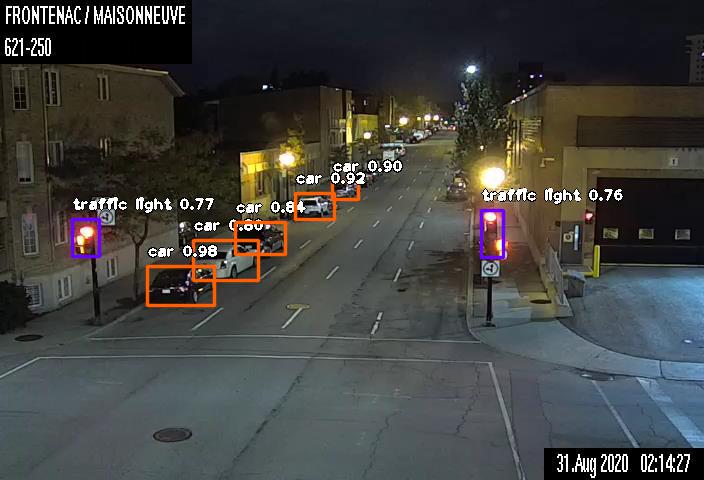 FRONTENAC / MAISONNEUVE
621-250
car 0.90
car 0.92
traffic light 0.76
traffic light 0.77
car 0.84
car 0.98
31.Aug 2020 02:14:27